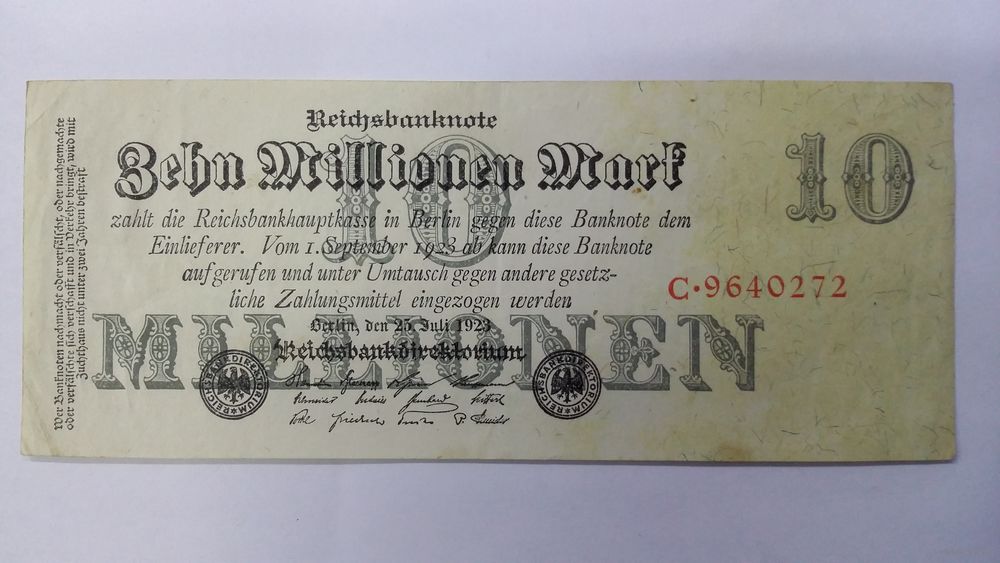 Reichsbanknote
Zehn Millionen Mark
10
10
zahlt die Reichsbankhauptkasse in Berlin gegen diese Banknote dem
Einlieferer. Vom 1. September 1923 ab kann diese Banknote
aufgerufen und unter Umtausch gegen andere gesetz-
liche Zahlungsmittel eingezogen werden
C·9640272
Berlin, den 25. Juli 1923
MILLIONEN
Reichsbankdirektorium
REICHSBANKDIREKTORIUM
REICHSBANKDIREKTORIUM
Wer Banknoten nachmacht oder verfälscht, oder nachgemachte
oder verfälschte sich verschafft und in Verkehr bringt, wird mit
Zuchthaus nicht unter zwei Jahren bestraft